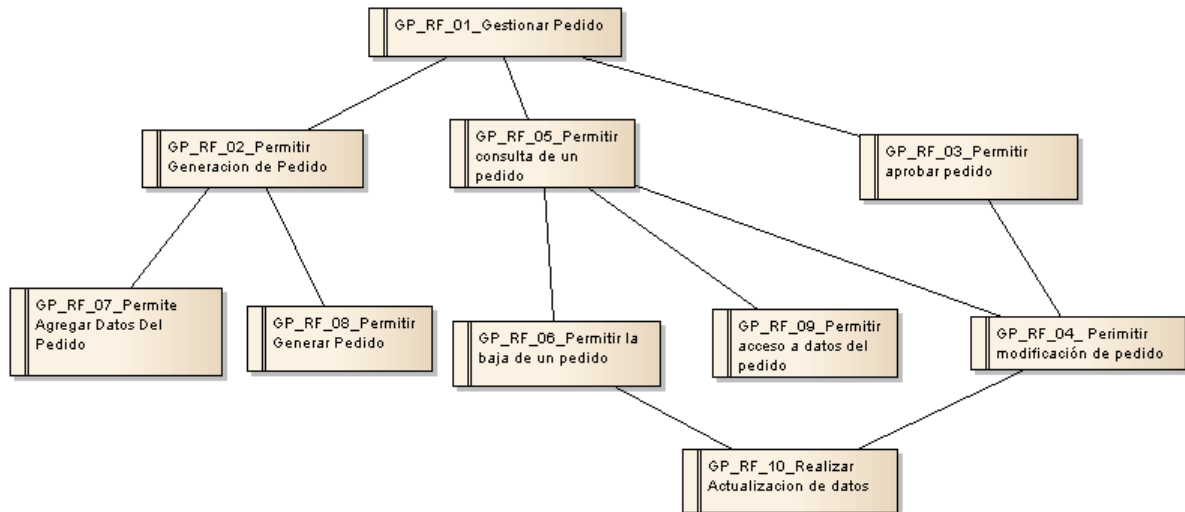 GP_RF_01_Gestionar Pedido
GP_RF_02_Permitir
Generacion de Pedido
GP_RF_05_Permitir
consulta de un
pedido
GP_RF_03_Permitir
aprobar pedido
GP_RF_07_Permite
Agregar Datos Del
Pedido
GP_RF_08_Permitir
Generar Pedido
GP_RF_06_Permitir la
baja de un pedido
GP_RF_09_Permitir
acceso a datos del
pedido
GP_RF_04_ Perimitir
modificación de pedido
GP_RF_10_Realizar
Actualizacion de datos